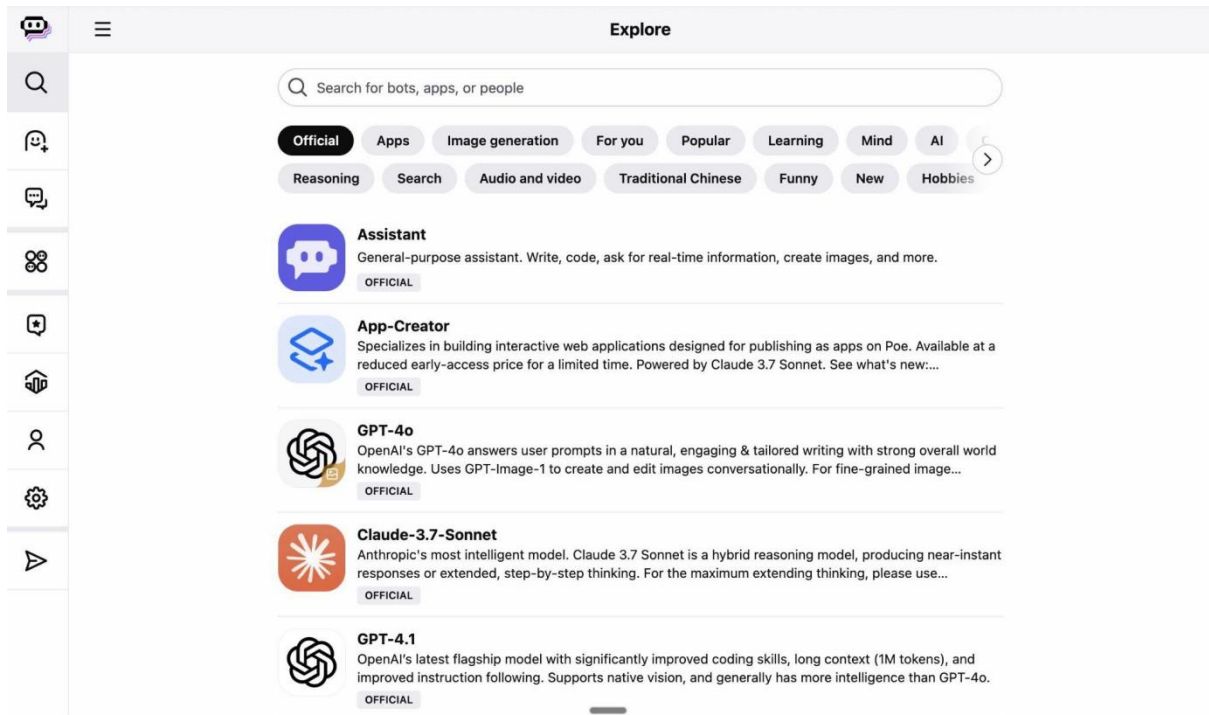 Explore
Search for bots, apps, or people
Official Apps Image generation For you Popular Learning Mind AI
Reasoning Search Audio and video Traditional Chinese Funny New Hobbies
Assistant
General-purpose assistant. Write, code, ask for real-time information, create images, and more.
OFFICIAL
App-Creator
Specializes in building interactive web applications designed for publishing as apps on Poe. Available at a
reduced early-access price for a limited time. Powered by Claude 3.7 Sonnet. See what's new:...
OFFICIAL
GPT-4o
OpenAI's GPT-4o answers user prompts in a natural, engaging & tailored writing with strong overall world
knowledge. Uses GPT-Image-1 to create and edit images conversationally. For fine-grained image...
OFFICIAL
Claude-3.7-Sonnet
Anthropic's most intelligent model. Claude 3.7 Sonnet is a hybrid reasoning model, producing near-instant
responses or extended, step-by-step thinking. For the maximum extending thinking, please use...
OFFICIAL
GPT-4.1
OpenAI’s latest flagship model with significantly improved coding skills, long context (1M tokens), and
improved instruction following. Supports native vision, and generally has more intelligence than GPT-4o.
OFFICIAL